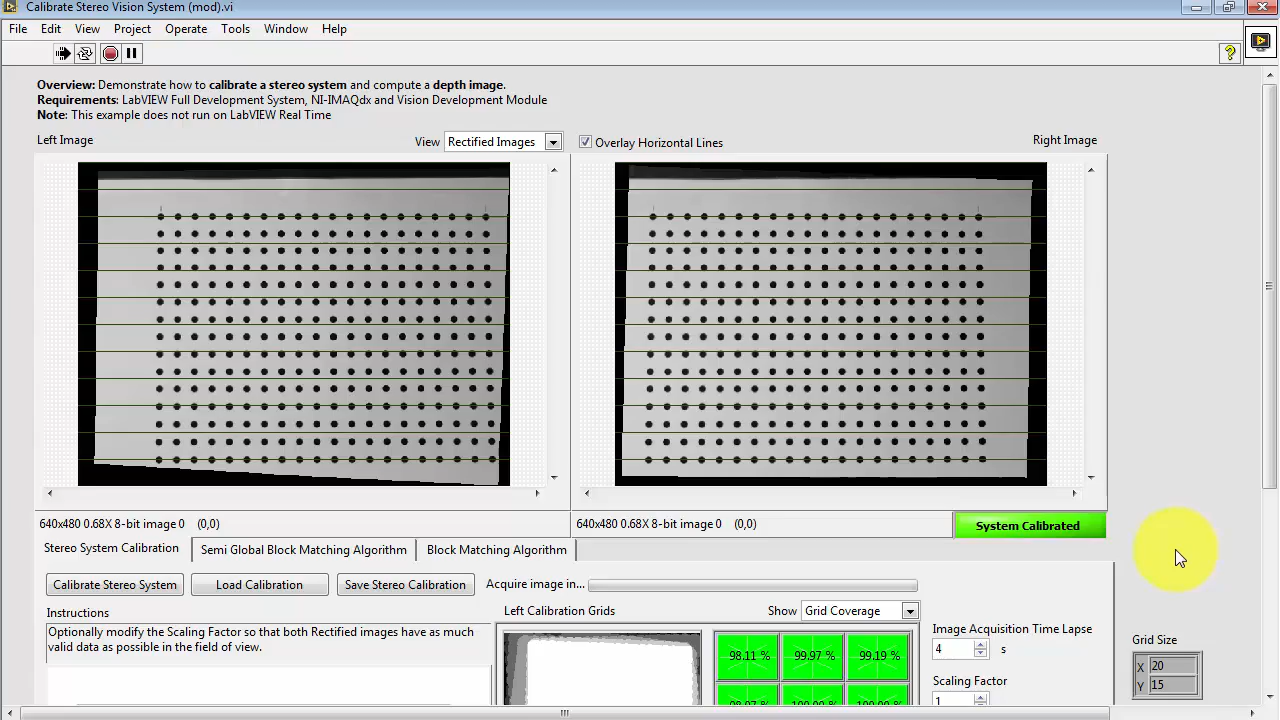 Calibrate Stereo Vision System (mod).vi
File Edit View Project Operate Tools Window Help
Overview: Demonstrate how to calibrate a stereo system and compute a depth image.
Requirements: LabVIEW Full Development System, NI-IMAQdx and Vision Development Module
Note: This example does not run on LabVIEW Real Time
Left Image View Rectified Images Overlay Horizontal Lines Right Image
640x480 0.68X 8-bit image 0 (0,0) 640x480 0.68X 8-bit image 0 (0,0) System Calibrated
Stereo System Calibration Semi Global Block Matching Algorithm Block Matching Algorithm
Calibrate Stereo System Load Calibration Save Stereo Calibration Acquire image in...
Instructions Left Calibration Grids Show Grid Coverage
Optionally modify the Scaling Factor so that both Rectified images have as much
valid data as possible in the field of view.
98.11 % 99.97 % 99.19 %
Image Acquisition Time Lapse
4 s
Scaling Factor
1
Grid Size
X 20
Y 15